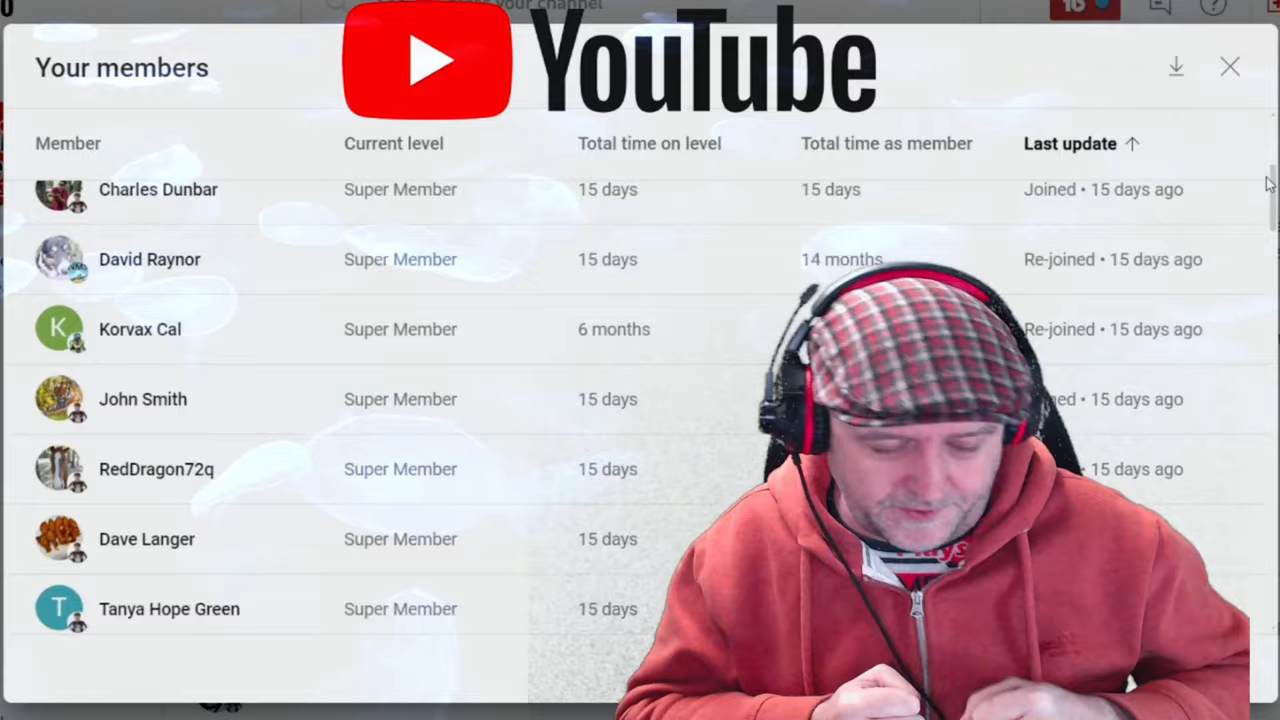 your channel
16
Your members
YouTube
Member Current level Total time on level Total time as member Last update
Charles Dunbar Super Member 15 days 15 days Joined • 15 days ago
David Raynor Super Member 15 days 14 months Re-joined • 15 days ago
K Korvax Cal Super Member 6 months Re-joined • 15 days ago
John Smith Super Member 15 days 15 days ago
RedDragon72q Super Member 15 days • 15 days ago
Dave Langer Super Member 15 days
T Tanya Hope Green Super Member 15 days